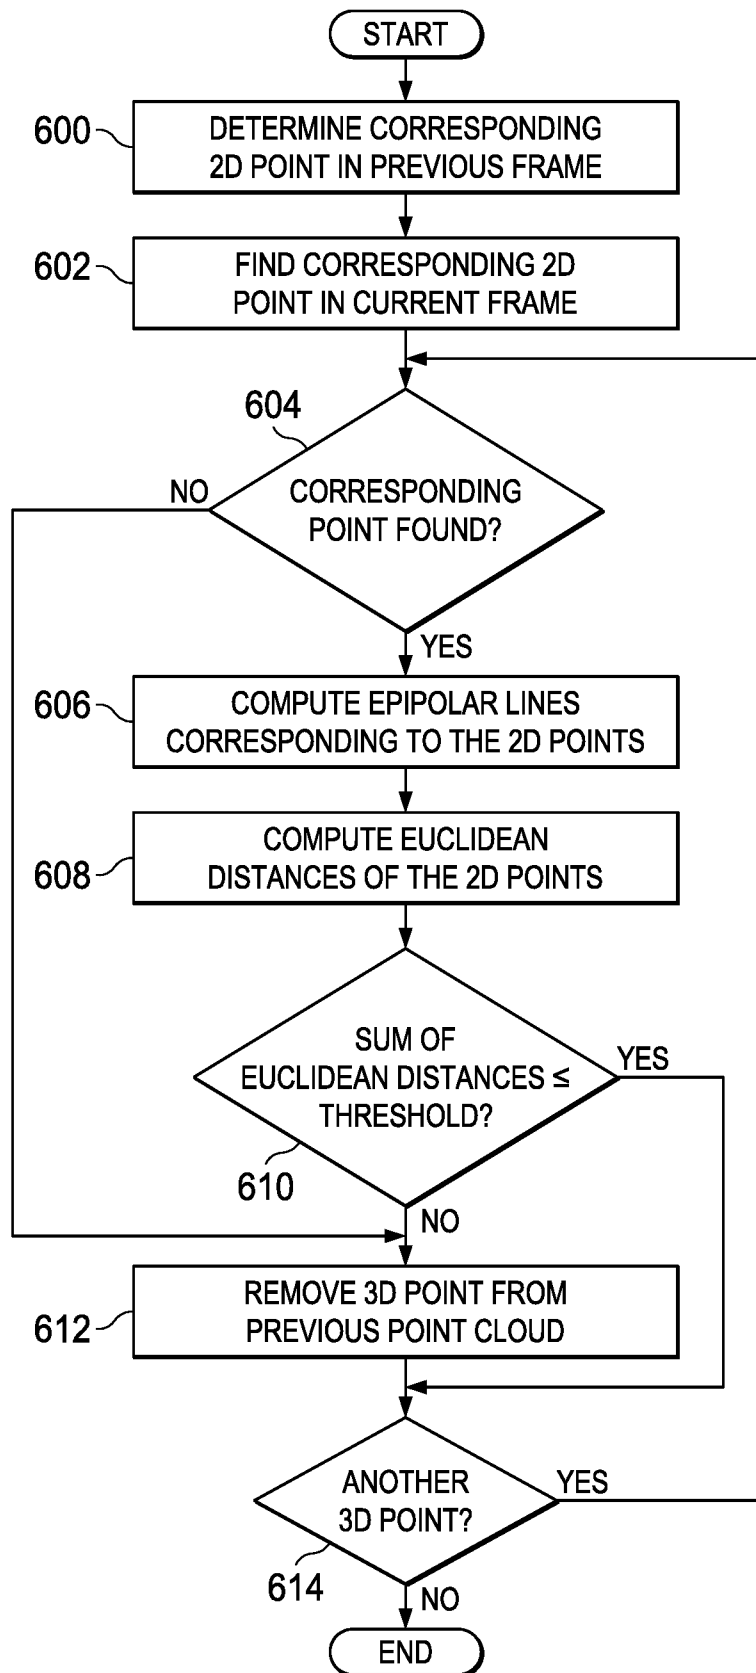 START
600
DETERMINE CORRESPONDING
2D POINT IN PREVIOUS FRAME
602
FIND CORRESPONDING 2D
POINT IN CURRENT FRAME
604
NO
CORRESPONDING
POINT FOUND?
YES
606
COMPUTE EPIPOLAR LINES
CORRESPONDING TO THE 2D POINTS
608
COMPUTE EUCLIDEAN
DISTANCES OF THE 2D POINTS
SUM OF
EUCLIDEAN DISTANCES ≤
THRESHOLD?
YES
610
NO
612
REMOVE 3D POINT FROM
PREVIOUS POINT CLOUD
ANOTHER
3D POINT?
YES
614
NO
END